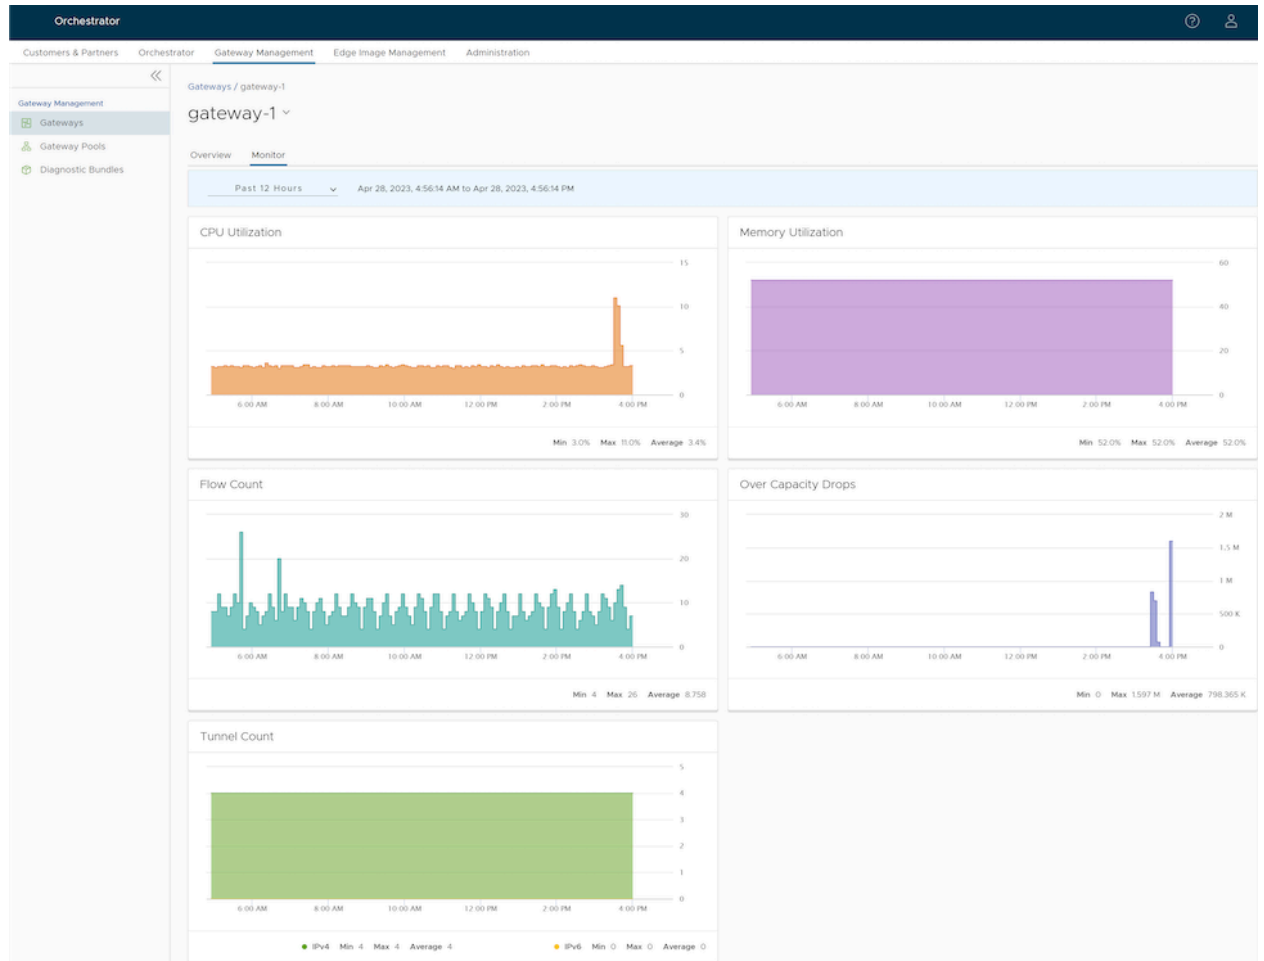 Orchestrator
Customers & Partners Orchestrator Gateway Management Edge Image Management Administration
Gateway Management
Gateways
Gateway Pools
Diagnostic Bundles
Gateways / gateway-1
gateway-1
Overview Monitor
Past 12 Hours Apr 28, 2023, 4:56:14 AM to Apr 28, 2023, 4:56:14 PM
CPU Utilization
15
10
5
0
6:00 AM 8:00 AM 10:00 AM 12:00 PM 2:00 PM 4:00 PM
Min 3.0% Max 11.0% Average 3.4%
Memory Utilization
60
40
20
0
6:00 AM 8:00 AM 10:00 AM 12:00 PM 2:00 PM 4:00 PM
Min 52.0% Max 52.0% Average 52.0%
Flow Count
30
20
10
0
6:00 AM 8:00 AM 10:00 AM 12:00 PM 2:00 PM 4:00 PM
Min 4 Max 26 Average 8.758
Over Capacity Drops
2 M
1.5 M
1 M
500 K
0
6:00 AM 8:00 AM 10:00 AM 12:00 PM 2:00 PM 4:00 PM
Min 0 Max 1.597 M Average 798.365 K
Tunnel Count
5
4
3
2
1
0
6:00 AM 8:00 AM 10:00 AM 12:00 PM 2:00 PM 4:00 PM
IPv4 Min 4 Max 4 Average 4 IPv6 Min 0 Max 0 Average 0